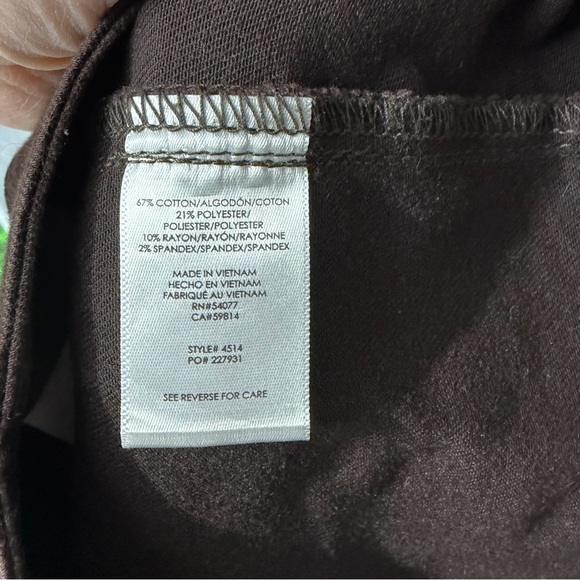 67% COTTON/ALGODÓN/COTON
21% POLYESTER/
POLIESTER/POLYESTER
10% RAYON/RAYÓN/RAYONNE
2% SPANDEX/SPANDEX/SPANDEX
MADE IN VIETNAM
HECHO EN VIETNAM
FABRIQUÉ AU VIETNAM
RN#54077
CA#59814
STYLE# 4514
PO# 227931
SEE REVERSE FOR CARE